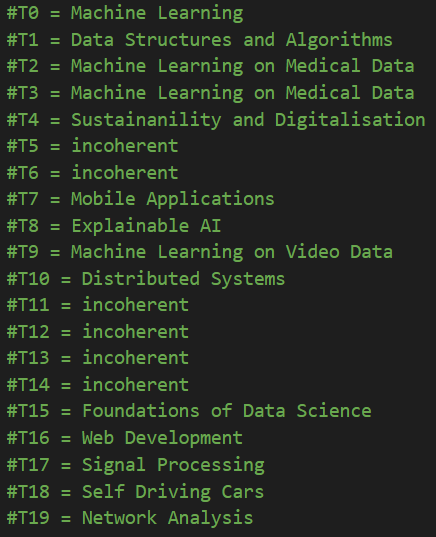 #T0 = Machine Learning
#T1 = Data Structures and Algorithms
#T2 = Machine Learning on Medical Data
#T3 = Machine Learning on Medical Data
#T4 = Sustainanility and Digitalisation
#T5 = incoherent
#T6 = incoherent
#T7 = Mobile Applications
#T8 = Explainable AI
#T9 = Machine Learning on Video Data
#T10 = Distributed Systems
#T11 = incoherent
#T12 = incoherent
#T13 = incoherent
#T14 = incoherent
#T15 = Foundations of Data Science
#T16 = Web Development
#T17 = Signal Processing
#T18 = Self Driving Cars
#T19 = Network Analysis